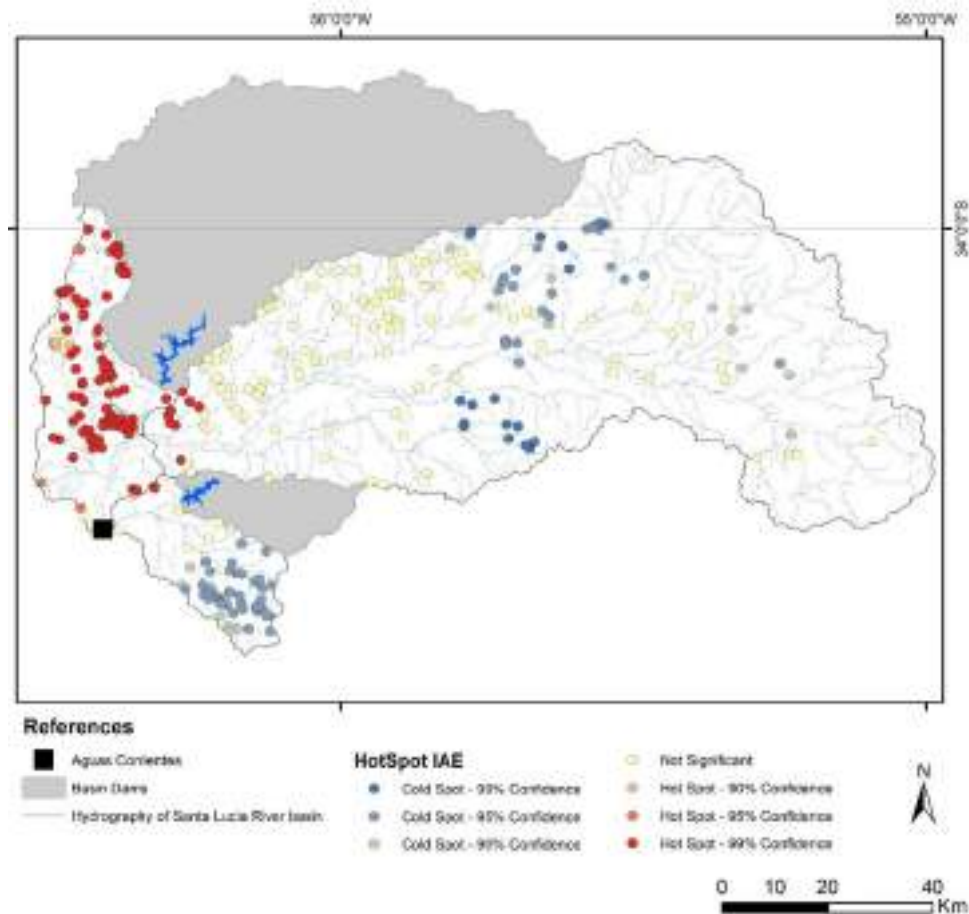 56°0'0"W
55°0'0"W
34°0'0"S
References
Aguas Corrientes
Basin Dams
Hydrography of Santa Lucia River basin
HotSpot IAE
Cold Spot - 99% Confidence
Cold Spot - 95% Confidence
Cold Spot - 90% Confidence
Not Significant
Hot Spot - 90% Confidence
Hot Spot - 95% Confidence
Hot Spot - 99% Confidence
N
0 10 20 40
Km